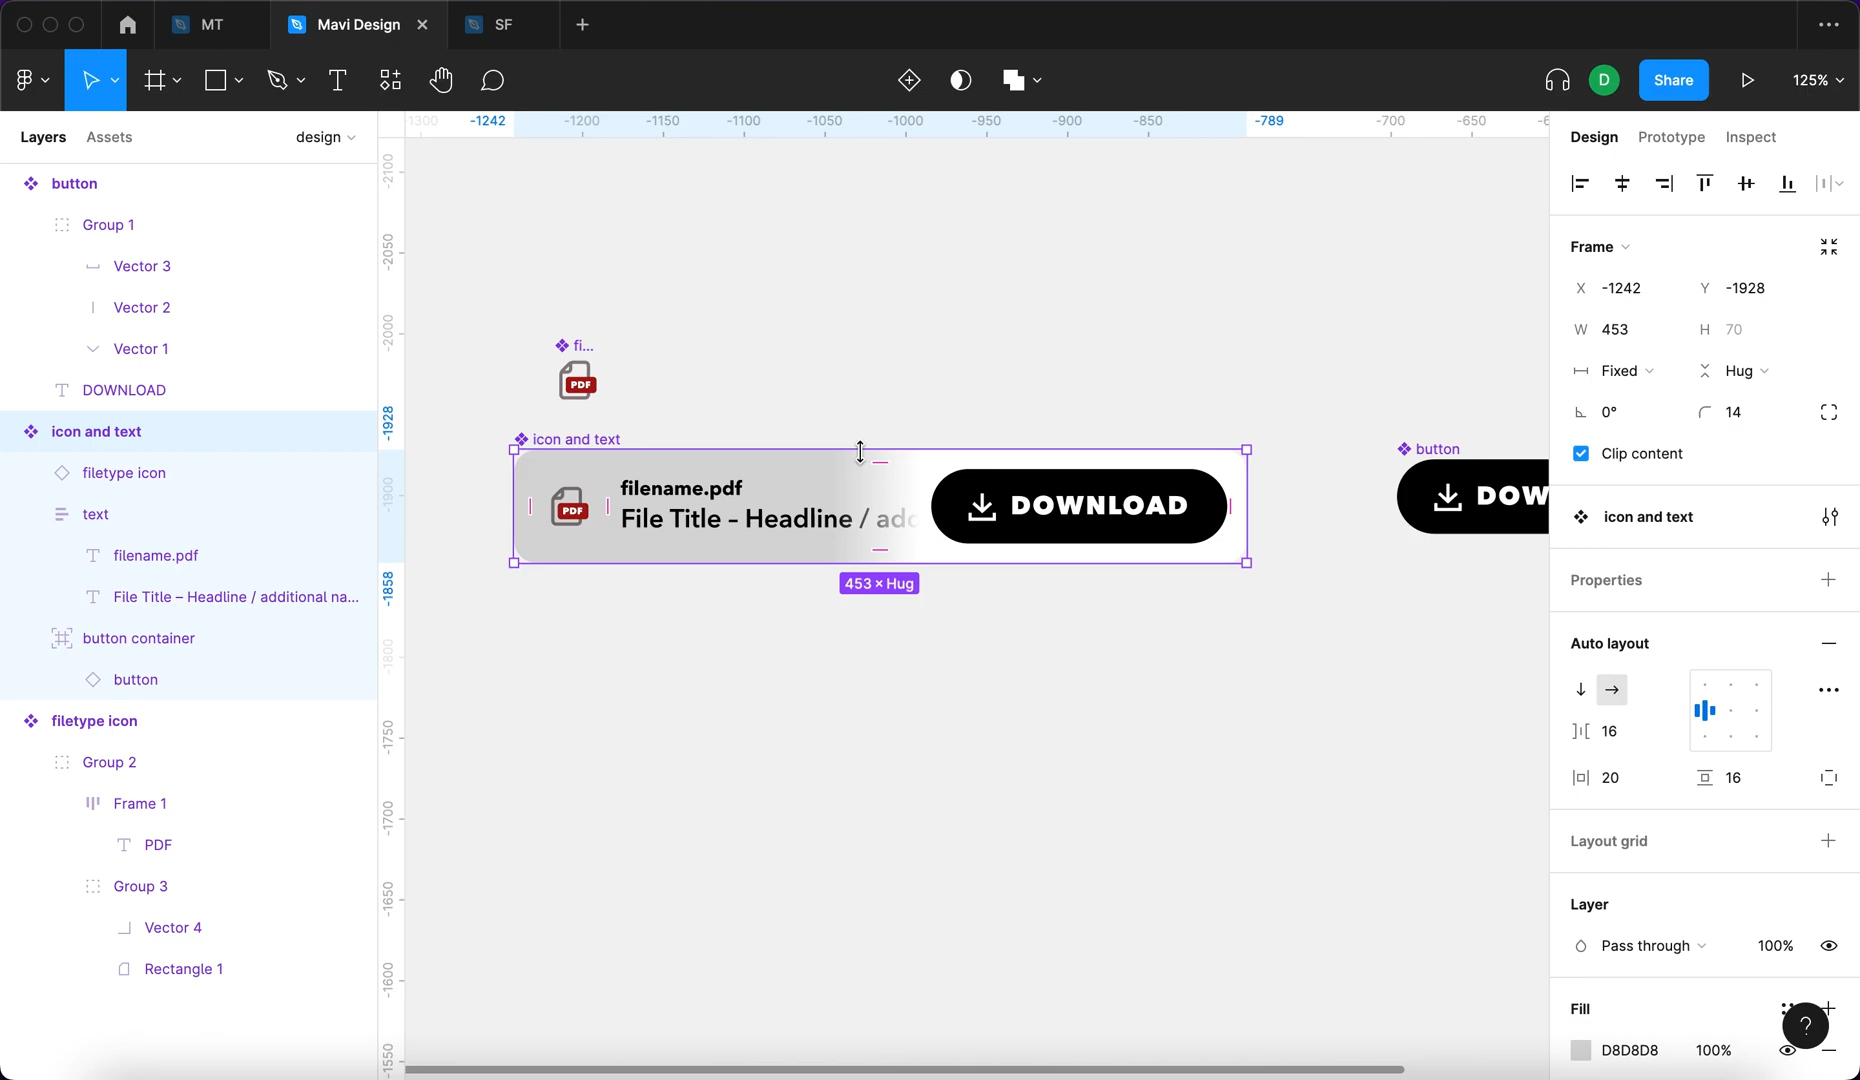 MT
Mavi Design
SF
D
Share
125%
Layers
Assets
design
button
Group 1
Vector 3
Vector 2
Vector 1
DOWNLOAD
icon and text
filetype icon
text
filename.pdf
File Title – Headline / additional na...
button container
button
filetype icon
Group 2
Frame 1
PDF
Group 3
Vector 4
Rectangle 1
-1300
-1242
-1200
-1150
-1100
-1050
-1000
-950
-900
-850
-789
-700
-650
-2100
-2050
-2000
-1928
-1900
-1858
-1800
-1750
-1700
-1650
-1600
-1550
fi...
PDF
icon and text
PDF
filename.pdf
File Title – Headline / add
DOWNLOAD
453 × Hug
button
DOW
Design
Prototype
Inspect
Frame
X -1242
Y -1928
W 453
H 70
Fixed
Hug
0°
14
Clip content
icon and text
Properties
Auto layout
16
20
16
Layout grid
Layer
Pass through
100%
Fill
?
D8D8D8
100%